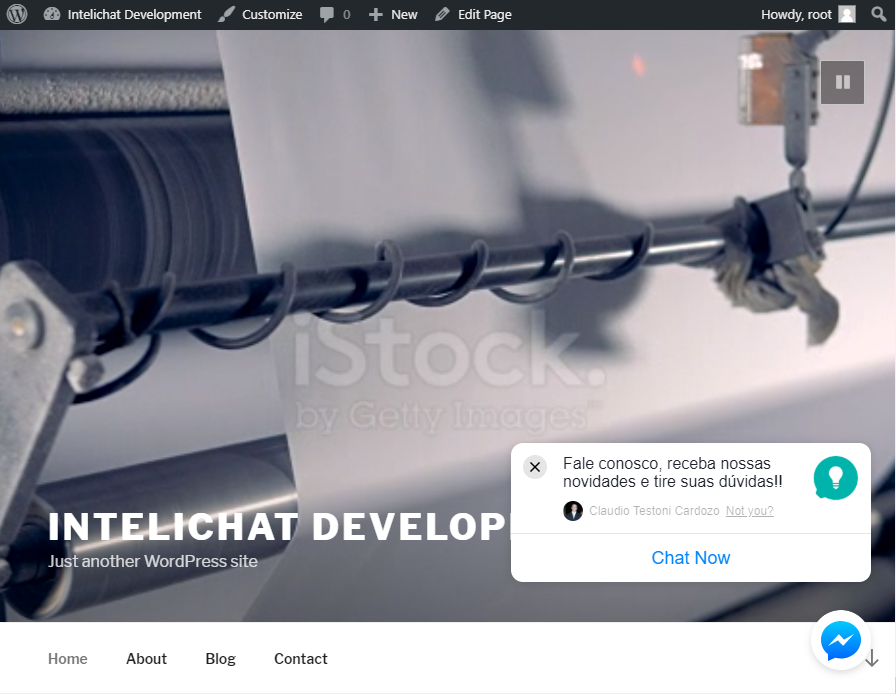 Intelichat Development Customize 0 New Edit Page Howdy, root
iStock.
by Getty Images™
Fale conosco, receba nossas
novidades e tire suas dúvidas!!
Claudio Testoni Cardozo Not you?
Chat Now
INTELICHAT DEVELOP
Just another WordPress site
Home About Blog Contact